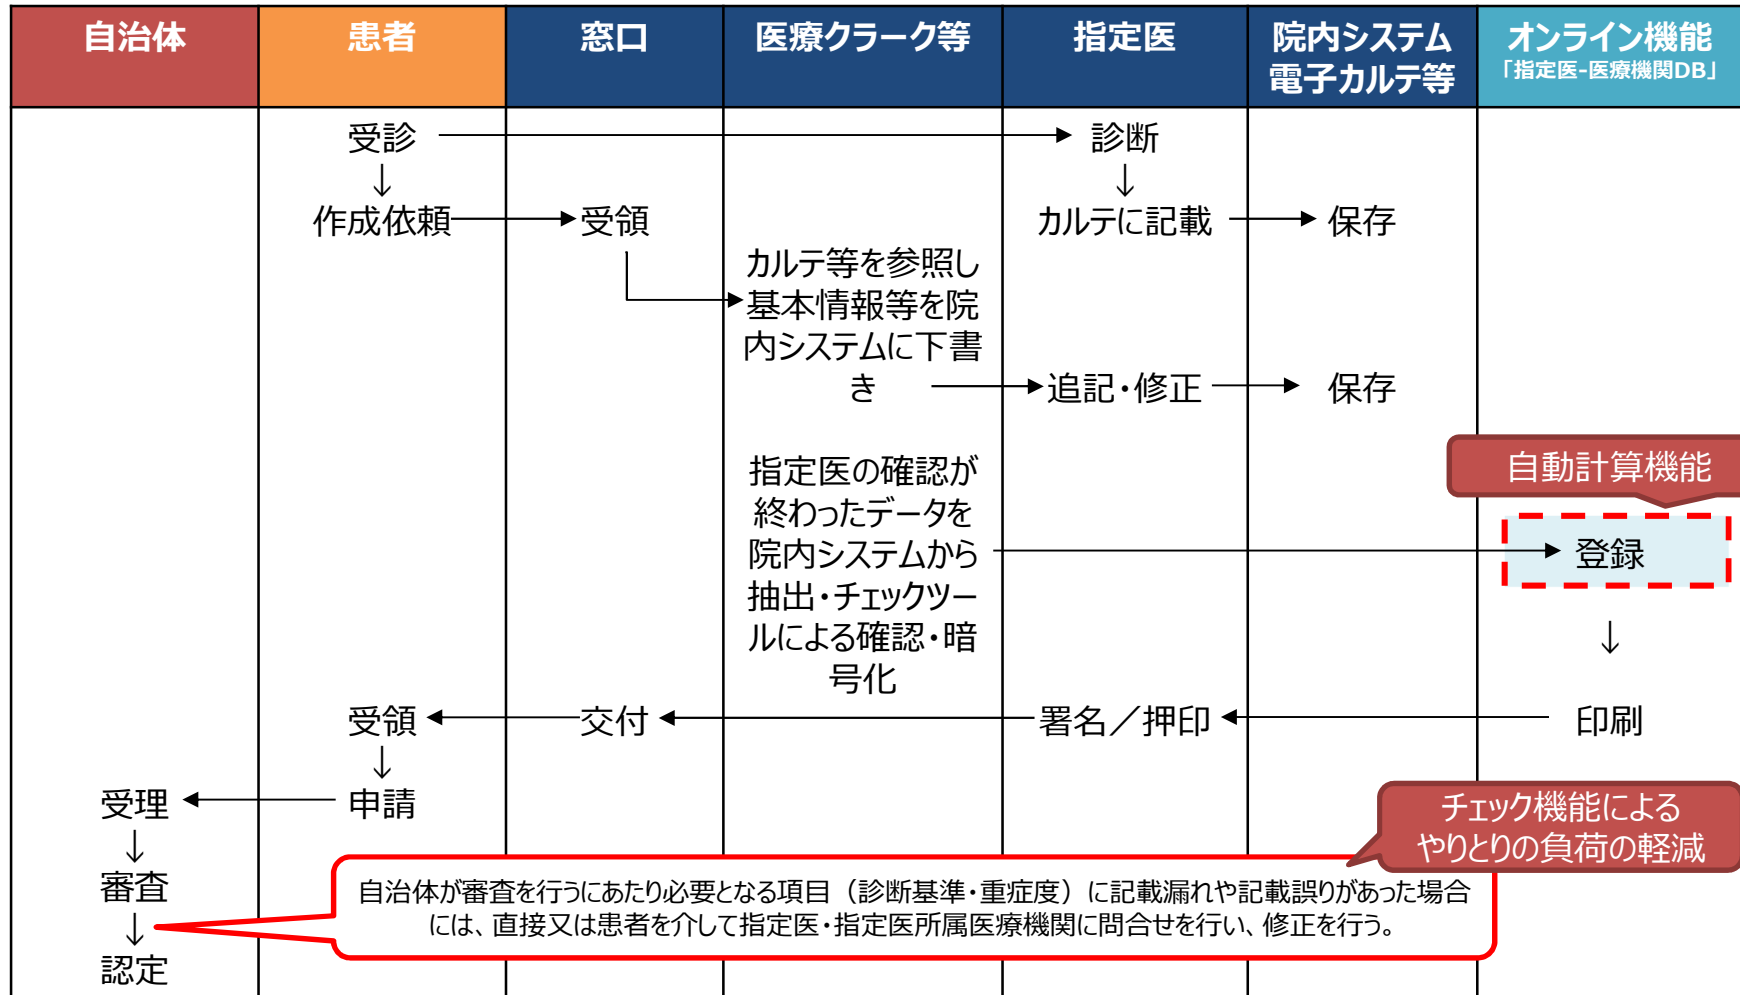 自治体
患者
窓口
医療クラーク等
指定医
院内システム
電子カルテ等
オンライン機能
「指定医-医療機関DB」
受診
診断
↓
↓
作成依頼
受領
カルテに記載
保存
カルテ等を参照し
基本情報等を院
内システムに下書
き
追記・修正
保存
自動計算機能
指定医の確認が
終わったデータを
院内システムから
抽出・チェックツー
ルによる確認・暗
号化
登録
↓
受領
交付
署名／押印
印刷
↓
受理
申請
チェック機能による
やりとりの負荷の軽減
↓
審査
自治体が審査を行うにあたり必要となる項目（診断基準・重症度）に記載漏れや記載誤りがあった場合
には、直接又は患者を介して指定医・指定医所属医療機関に問合せを行い、修正を行う。
↓
認定